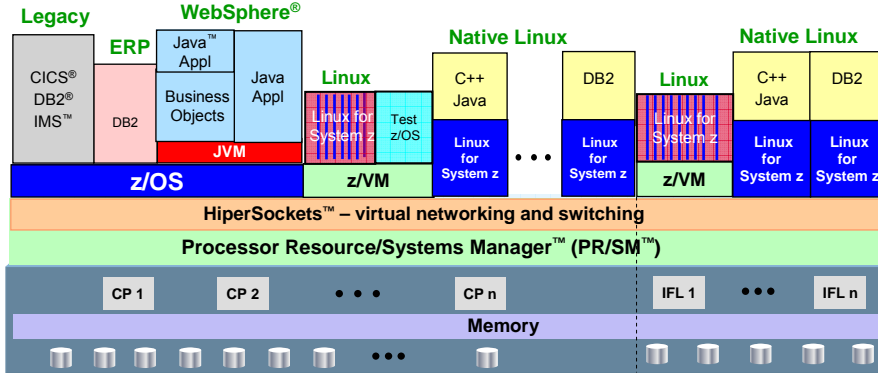 Legacy
ERP
WebSphere®
Linux
Native Linux
Linux
Native Linux
CICS®
DB2®
IMS™
DB2
Java™
Appl
Business
Objects
Java
Appl
JVM
Linux for
System z
Test
z/OS
C++
Java
Linux
for
System z
• • •
DB2
Linux
for
System z
Linux for
System z
C++
Java
Linux
for
System z
DB2
Linux
for
System z
z/OS
z/VM
z/VM
HiperSockets™ – virtual networking and switching
Processor Resource/Systems Manager™ (PR/SM™)
CP 1
CP 2
• • •
CP n
IFL 1
•••
IFL n
Memory
•••